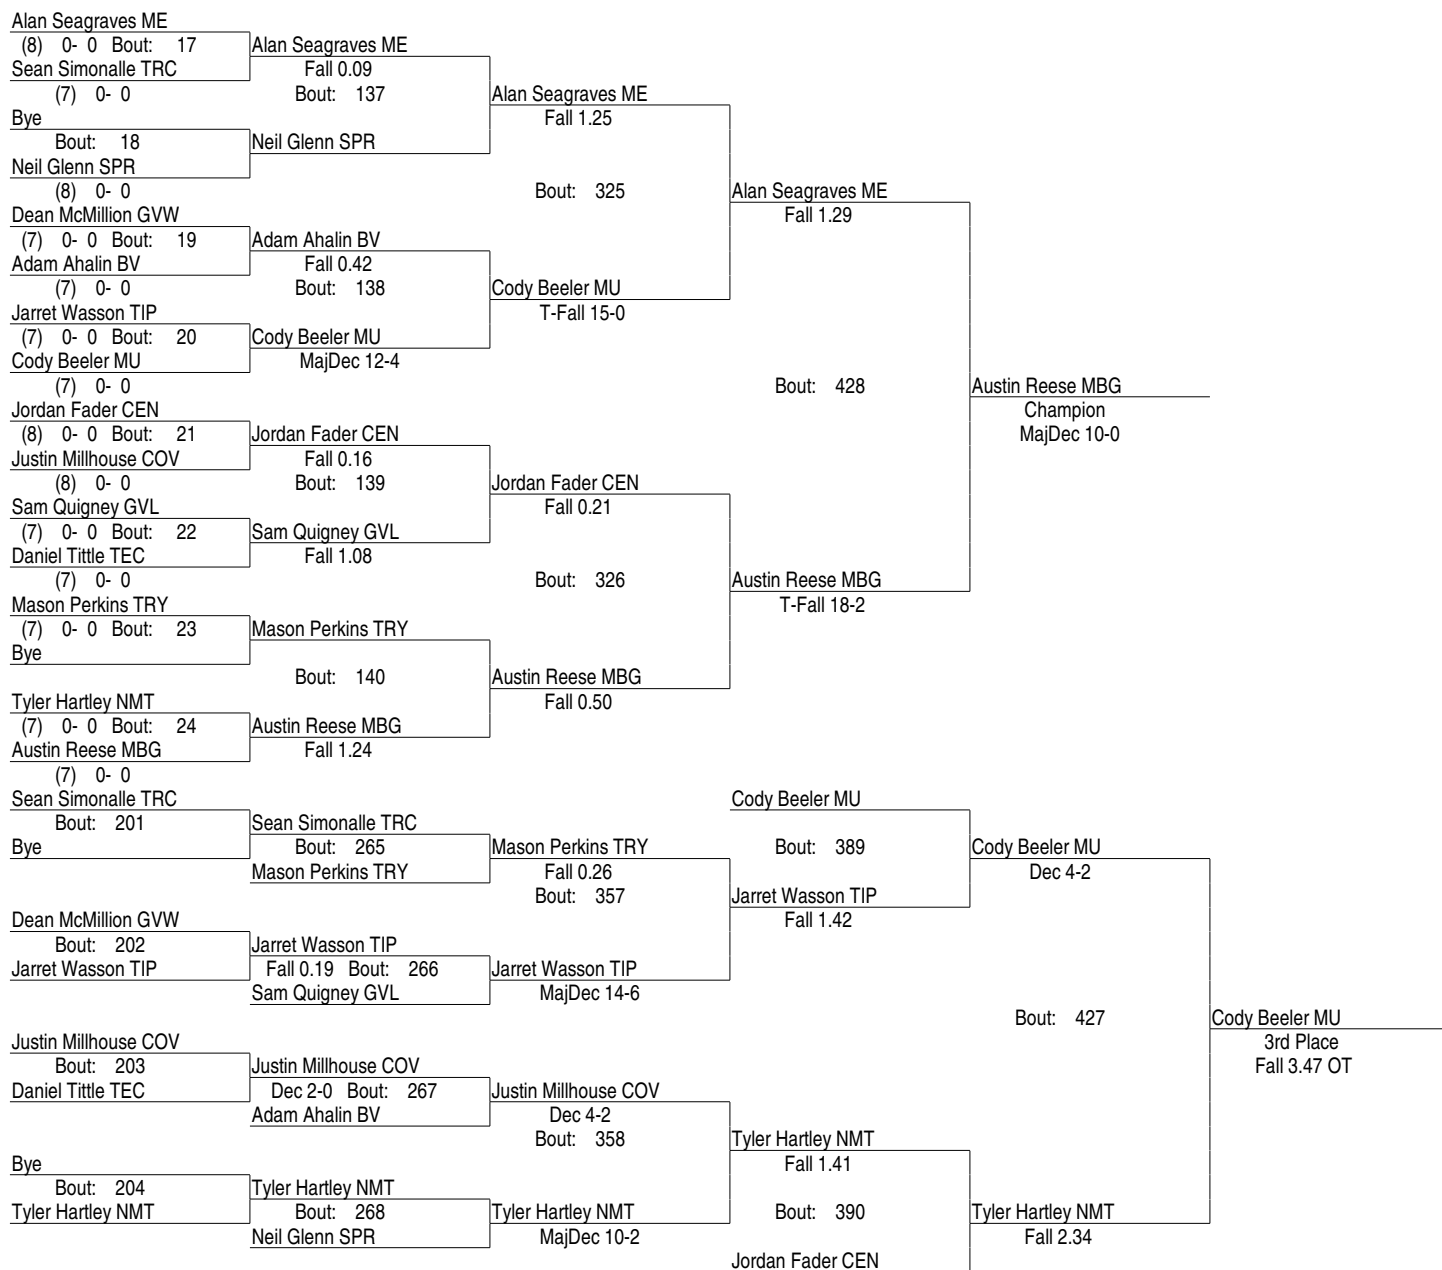 Alan Seagraves ME
(8) 0- 0 Bout: 17 Alan Seagraves ME
Sean Simonalle TRC Fall 0.09
(7) 0- 0 Bout: 137 Alan Seagraves ME
Bye Fall 1.25
Bout: 18 Neil Glenn SPR
Neil Glenn SPR
(8) 0- 0 Bout: 325 Alan Seagraves ME
Dean McMillion GVW Fall 1.29
(7) 0- 0 Bout: 19 Adam Ahalin BV
Adam Ahalin BV Fall 0.42
(7) 0- 0 Bout: 138 Cody Beeler MU
Jarret Wasson TIP T-Fall 15-0
(7) 0- 0 Bout: 20 Cody Beeler MU
Cody Beeler MU MajDec 12-4
(7) 0- 0 Bout: 428 Austin Reese MBG
Jordan Fader CEN Champion
(8) 0- 0 Bout: 21 Jordan Fader CEN MajDec 10-0
Justin Millhouse COV Fall 0.16
(8) 0- 0 Bout: 139 Jordan Fader CEN
Sam Quigney GVL Fall 0.21
(7) 0- 0 Bout: 22 Sam Quigney GVL
Daniel Tittle TEC Fall 1.08
(7) 0- 0 Bout: 326 Austin Reese MBG
Mason Perkins TRY T-Fall 18-2
(7) 0- 0 Bout: 23 Mason Perkins TRY
Bye
Bout: 140 Austin Reese MBG
Tyler Hartley NMT Fall 0.50
(7) 0- 0 Bout: 24 Austin Reese MBG
Austin Reese MBG Fall 1.24
(7) 0- 0
Sean Simonalle TRC Cody Beeler MU
Bout: 201 Sean Simonalle TRC
Bye Bout: 265 Mason Perkins TRY Bout: 389 Cody Beeler MU
Mason Perkins TRY Fall 0.26 Dec 4-2
Bout: 357 Jarret Wasson TIP
Dean McMillion GVW Fall 1.42
Bout: 202 Jarret Wasson TIP
Jarret Wasson TIP Fall 0.19 Bout: 266 Jarret Wasson TIP
Sam Quigney GVL MajDec 14-6
Bout: 427 Cody Beeler MU
Justin Millhouse COV 3rd Place
Bout: 203 Justin Millhouse COV Fall 3.47 OT
Daniel Tittle TEC Dec 2-0 Bout: 267 Justin Millhouse COV
Adam Ahalin BV Dec 4-2
Bout: 358 Tyler Hartley NMT
Bye Fall 1.41
Bout: 204 Tyler Hartley NMT
Tyler Hartley NMT Bout: 268 Tyler Hartley NMT Bout: 390 Tyler Hartley NMT
Neil Glenn SPR MajDec 10-2 Fall 2.34
Jordan Fader CEN